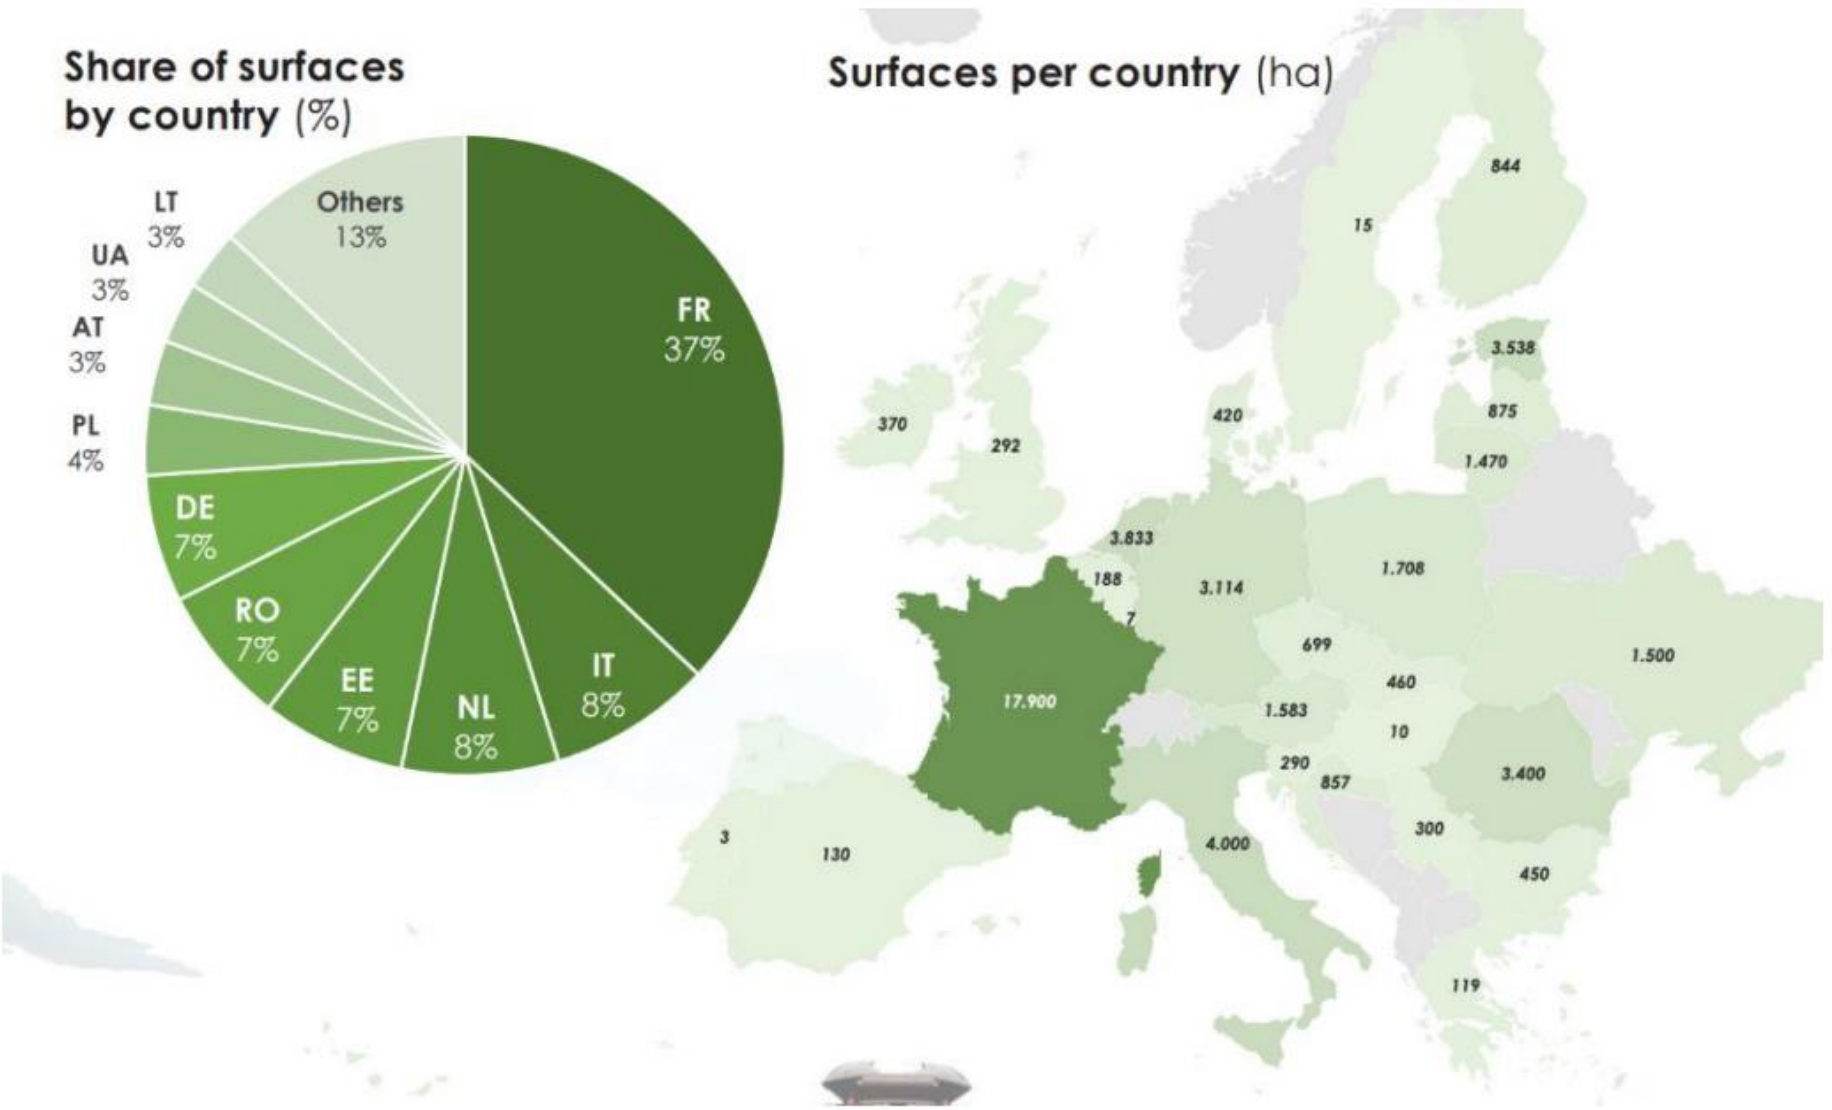 Share of surfaces
by country (%)
LT
3%
Others
13%
UA
3%
AT
3%
FR
37%
PL
4%
DE
7%
RO
7%
EE
7%
NL
8%
IT
8%
Surfaces per country (ha)
844
15
3.538
370
292
420
875
1.470
3.833
188
7
3.114
1.708
699
460
1.500
17.900
1.583
10
290
857
3.400
300
3
130
4.000
450
119